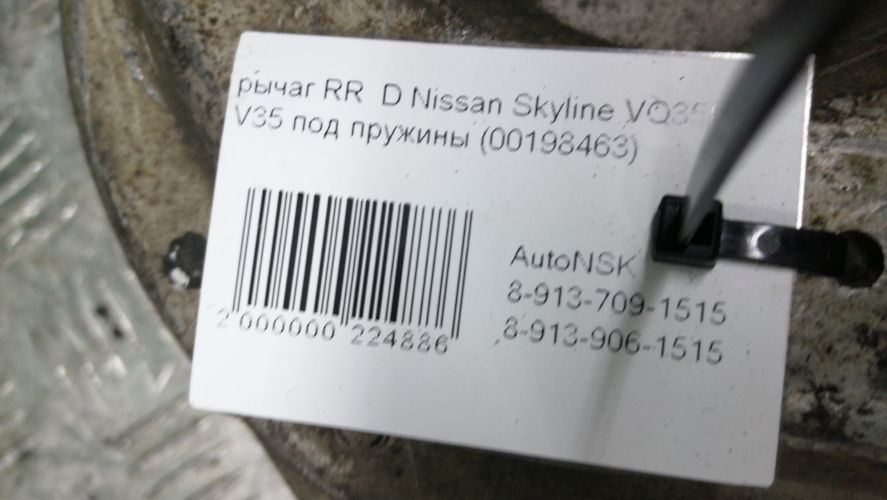 рычаг RR D Nissan Skyline VQ35
V35 под пружины (00198463)
2 000000 224886
AutoNSK
8-913-709-1515
8-913-906-1515